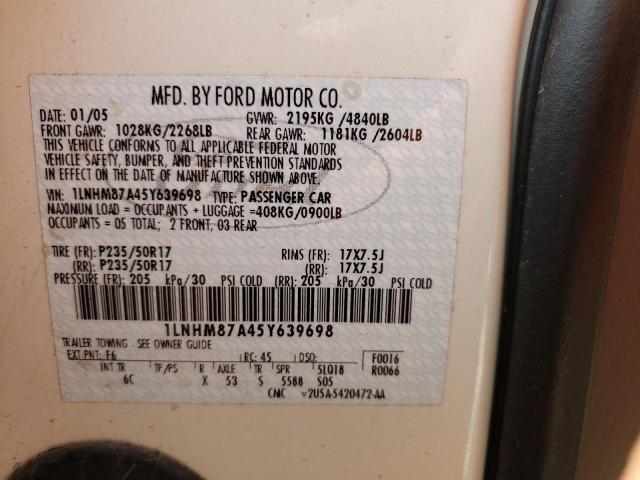 MFD. BY FORD MOTOR CO.
DATE: 01/05 GVWR: 2195KG /4840LB
FRONT GAWR: 1028KG/2268LB REAR GAWR: 1181KG /2604LB
THIS VEHICLE CONFORMS TO ALL APPLICABLE FEDERAL MOTOR
VEHICLE SAFETY, BUMPER, AND THEFT PREVENTION STANDARDS
IN EFFECT ON THE DATE OF MANUFACTURE SHOWN ABOVE.
VIN: 1LNHM87A45Y639698 TYPE: PASSENGER CAR
MAXIMUM LOAD = OCCUPANTS + LUGGAGE =408KG/0900LB
OCCUPANTS = 05 TOTAL; 2 FRONT, 03 REAR
TIRE (FR): P235/50R17 RIMS (FR): 17X7.5J
(RR): P235/50R17 (RR): 17X7.5J
PRESSURE (FR): 205 kPa/30 PSI COLD (RR): 205 kPa/30 PSI COLD
1LNHM87A45Y639698
TRAILER TOWING - SEE OWNER GUIDE
EXT PNT: F6 RC: 45 DSO: F0016
INT TR TP/PS R AXLE TR SPR 5L018 R0066
6C X 53 S 5588 S05
CMC v2U5A-5420472-AA